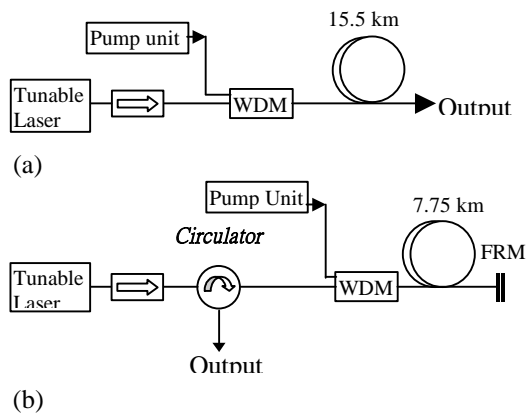 15.5 km
Pump unit
Tunable
Laser
WDM
Output
(a)
7.75 km
Pump Unit
Circulator
FRM
Tunable
Laser
WDM
Output
(b)